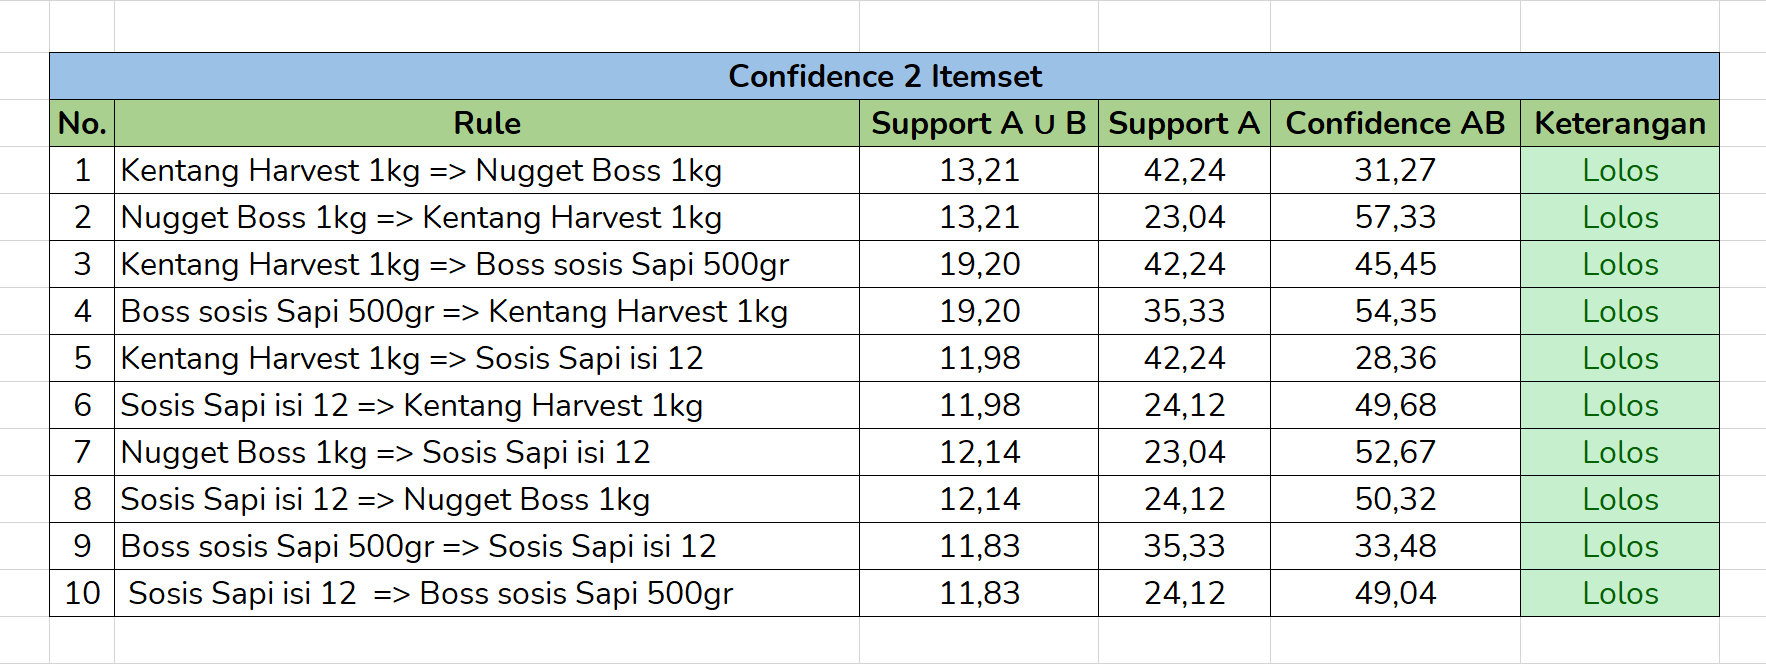 Confidence 2 Itemset
No. Rule Support A ∪ B Support A Confidence AB Keterangan
1 Kentang Harvest 1kg => Nugget Boss 1kg 13,21 42,24 31,27 Lolos
2 Nugget Boss 1kg => Kentang Harvest 1kg 13,21 23,04 57,33 Lolos
3 Kentang Harvest 1kg => Boss sosis Sapi 500gr 19,20 42,24 45,45 Lolos
4 Boss sosis Sapi 500gr => Kentang Harvest 1kg 19,20 35,33 54,35 Lolos
5 Kentang Harvest 1kg => Sosis Sapi isi 12 11,98 42,24 28,36 Lolos
6 Sosis Sapi isi 12 => Kentang Harvest 1kg 11,98 24,12 49,68 Lolos
7 Nugget Boss 1kg => Sosis Sapi isi 12 12,14 23,04 52,67 Lolos
8 Sosis Sapi isi 12 => Nugget Boss 1kg 12,14 24,12 50,32 Lolos
9 Boss sosis Sapi 500gr => Sosis Sapi isi 12 11,83 35,33 33,48 Lolos
10 Sosis Sapi isi 12 => Boss sosis Sapi 500gr 11,83 24,12 49,04 Lolos